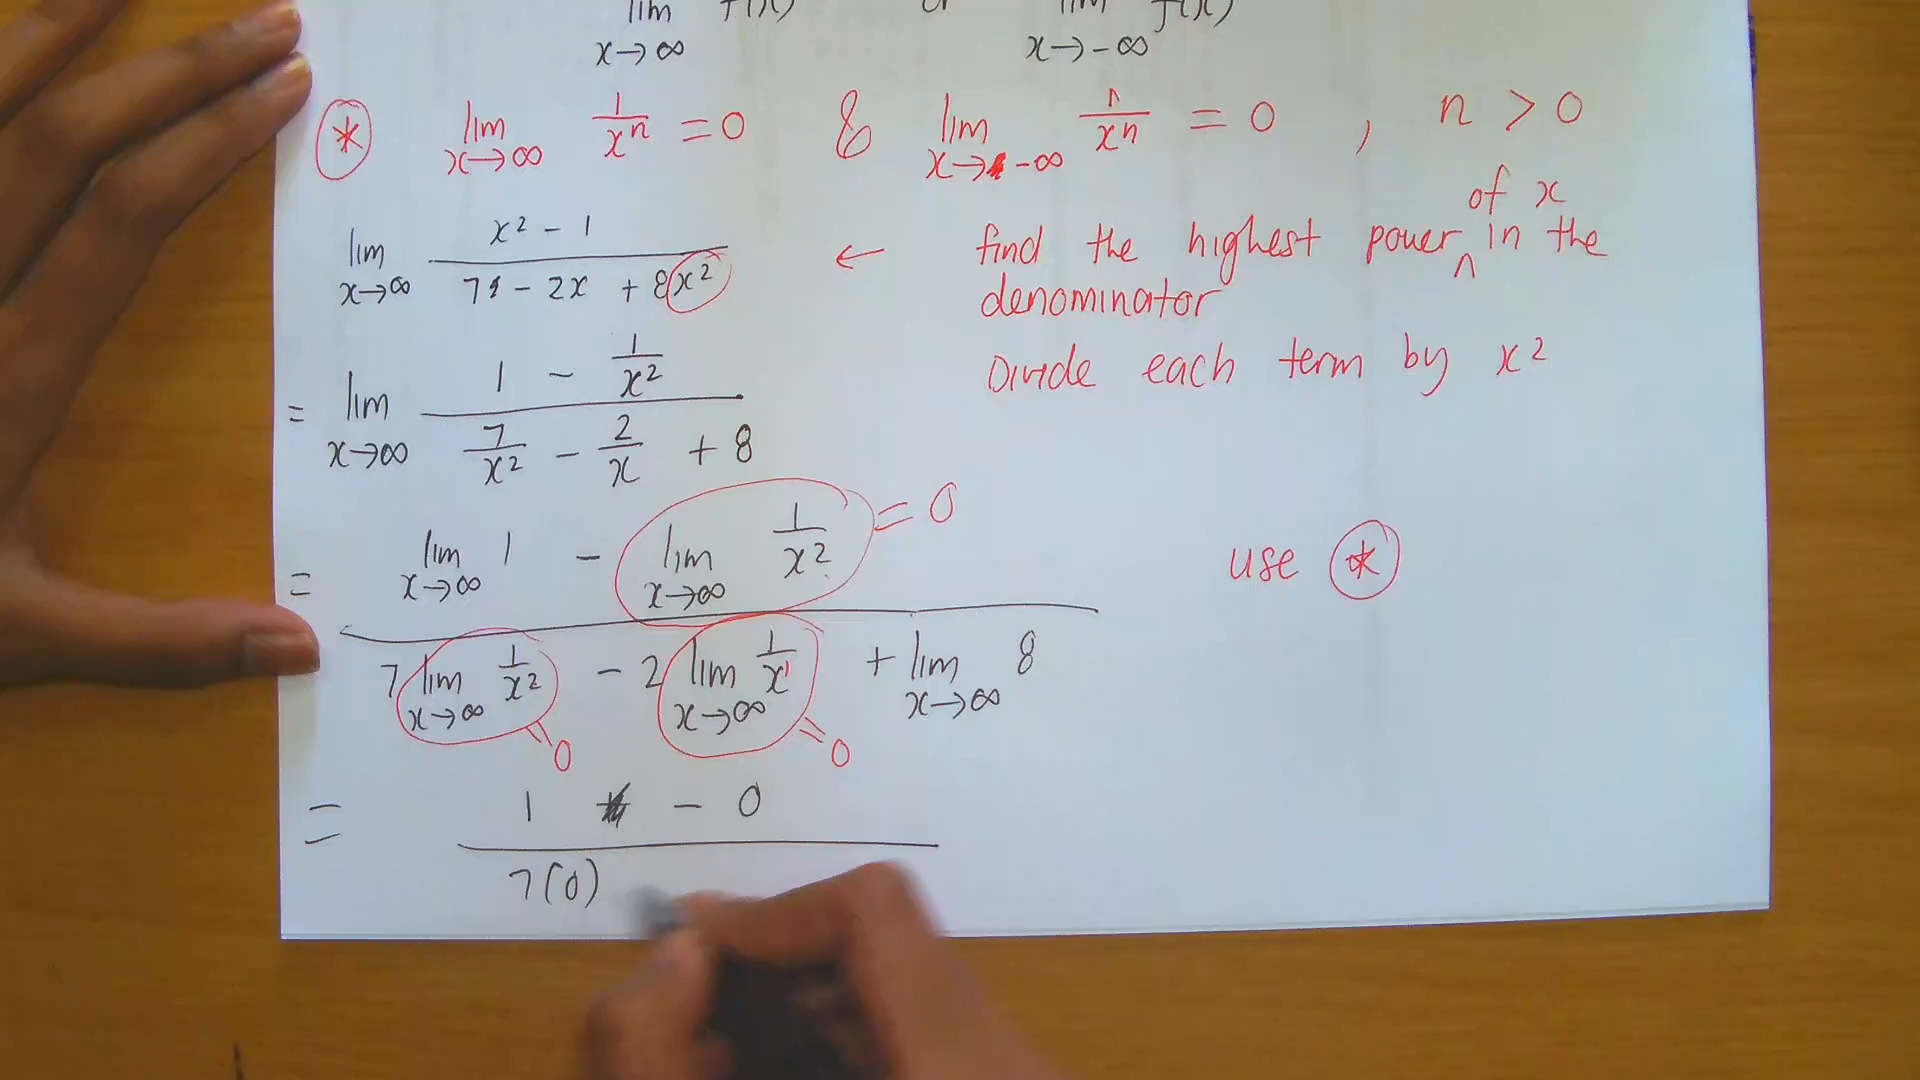 lim f(x) or lim f(x)
x→∞ x→-∞
* lim x→∞ 1/xⁿ = 0 & lim x→-∞ 1/xⁿ = 0 , n > 0
lim x→∞ (x² - 1)/(7 - 2x + 8x²) ← find the highest power of x in the
denominator
Divide each term by x²
= lim x→∞ (1 - 1/x²)/(7/x² - 2/x + 8)
= (lim x→∞ 1 - lim x→∞ 1/x² = 0)/(7 lim x→∞ 1/x² = 0 - 2 lim x→∞ 1/x = 0 + lim x→∞ 8) use *
= 1 - 0
7(0)